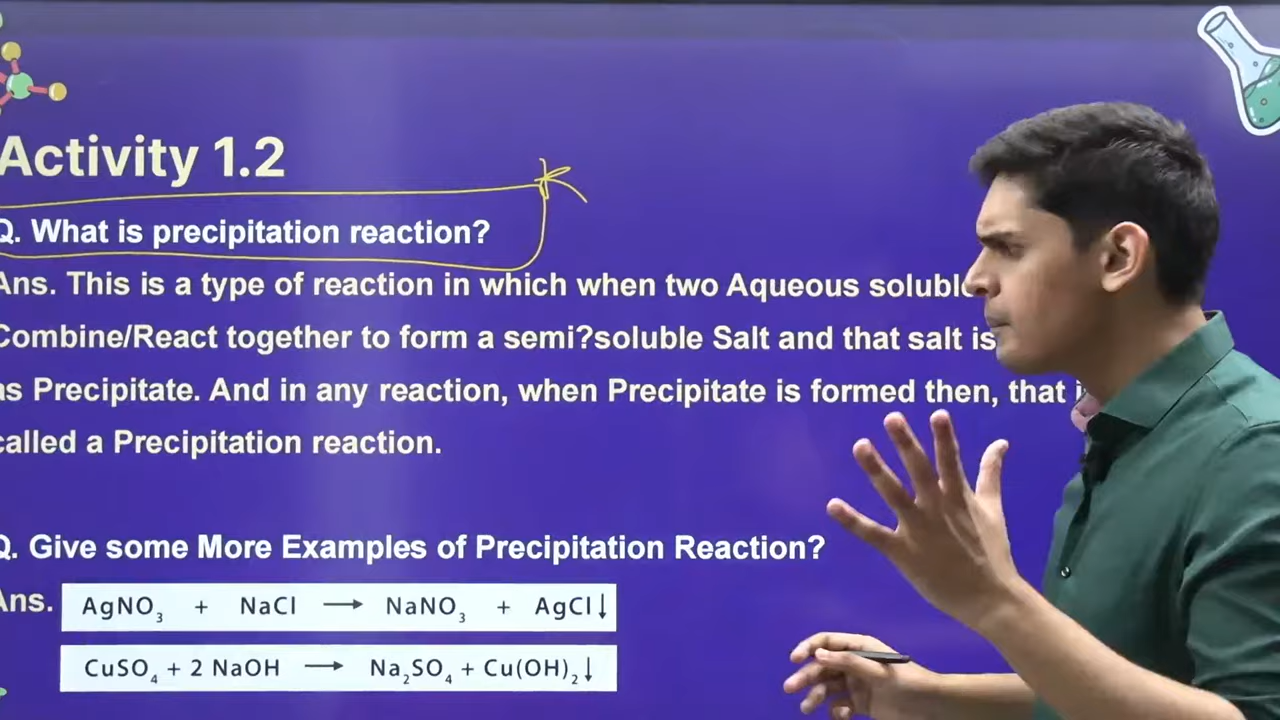 Activity 1.2
Q. What is precipitation reaction?
Ans. This is a type of reaction in which when two Aqueous
Combine/React together to form a semi?soluble Salt and that salt is
as Precipitate. And in any reaction, when Precipitate is formed then, that
called a Precipitation reaction.
Q. Give some More Examples of Precipitation Reaction?
Ans. AgNO₃ + NaCl → NaNO₃ + AgCl↓
CuSO₄ + 2 NaOH → Na₂SO₄ + Cu(OH)₂↓